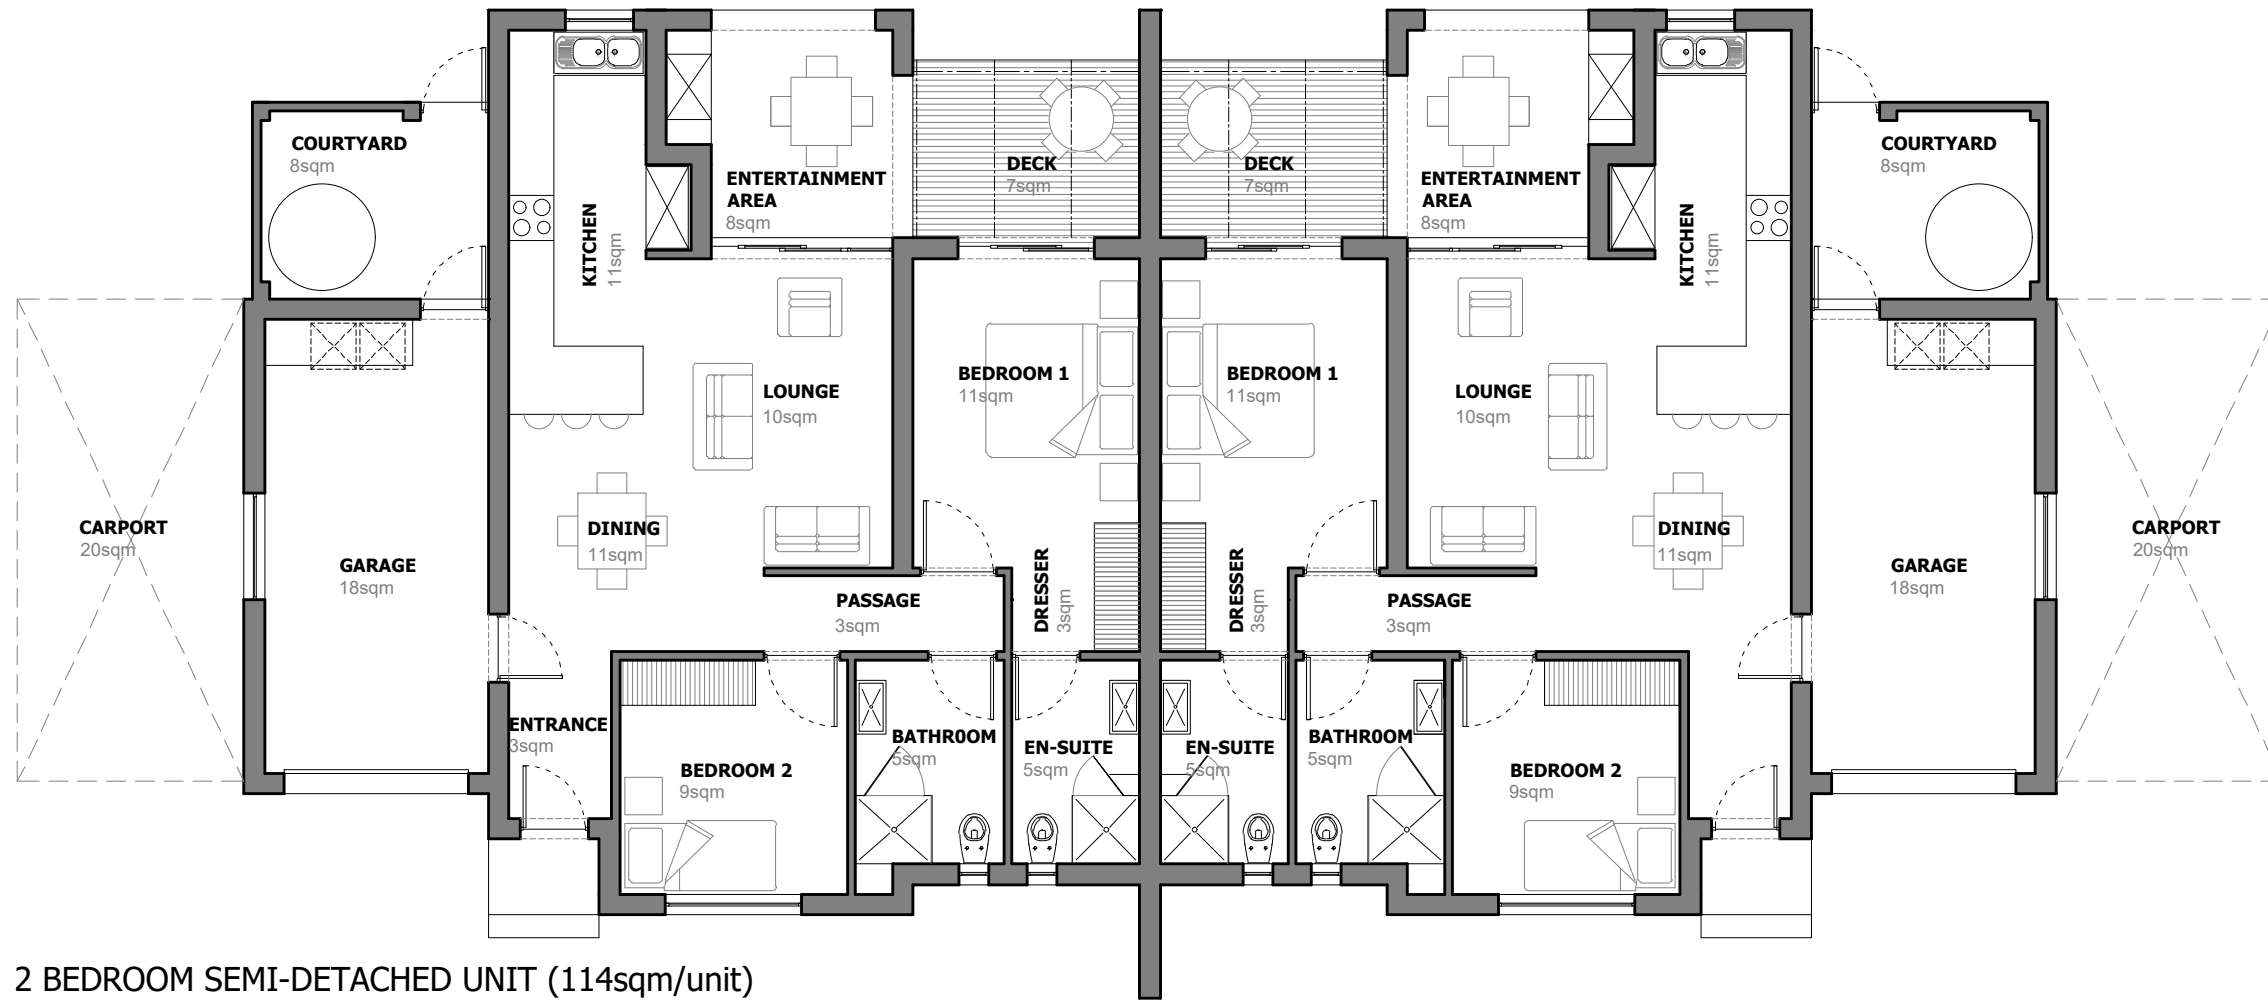 COURTYARD
8sqm
KITCHEN
11sqm
ENTERTAINMENT
AREA
8sqm
DECK
7sqm
DECK
7sqm
ENTERTAINMENT
AREA
8sqm
KITCHEN
11sqm
COURTYARD
8sqm
CARPORT
20sqm
GARAGE
18sqm
DINING
11sqm
LOUNGE
10sqm
BEDROOM 1
11sqm
BEDROOM 1
11sqm
LOUNGE
10sqm
DINING
11sqm
GARAGE
18sqm
CARPORT
20sqm
PASSAGE
3sqm
DRESSER
3sqm
DRESSER
3sqm
PASSAGE
3sqm
ENTRANCE
3sqm
BEDROOM 2
9sqm
BATHR0OM
5sqm
EN-SUITE
5sqm
EN-SUITE
5sqm
BATHR0OM
5sqm
BEDROOM 2
9sqm
2 BEDROOM SEMI-DETACHED UNIT (114sqm/unit)